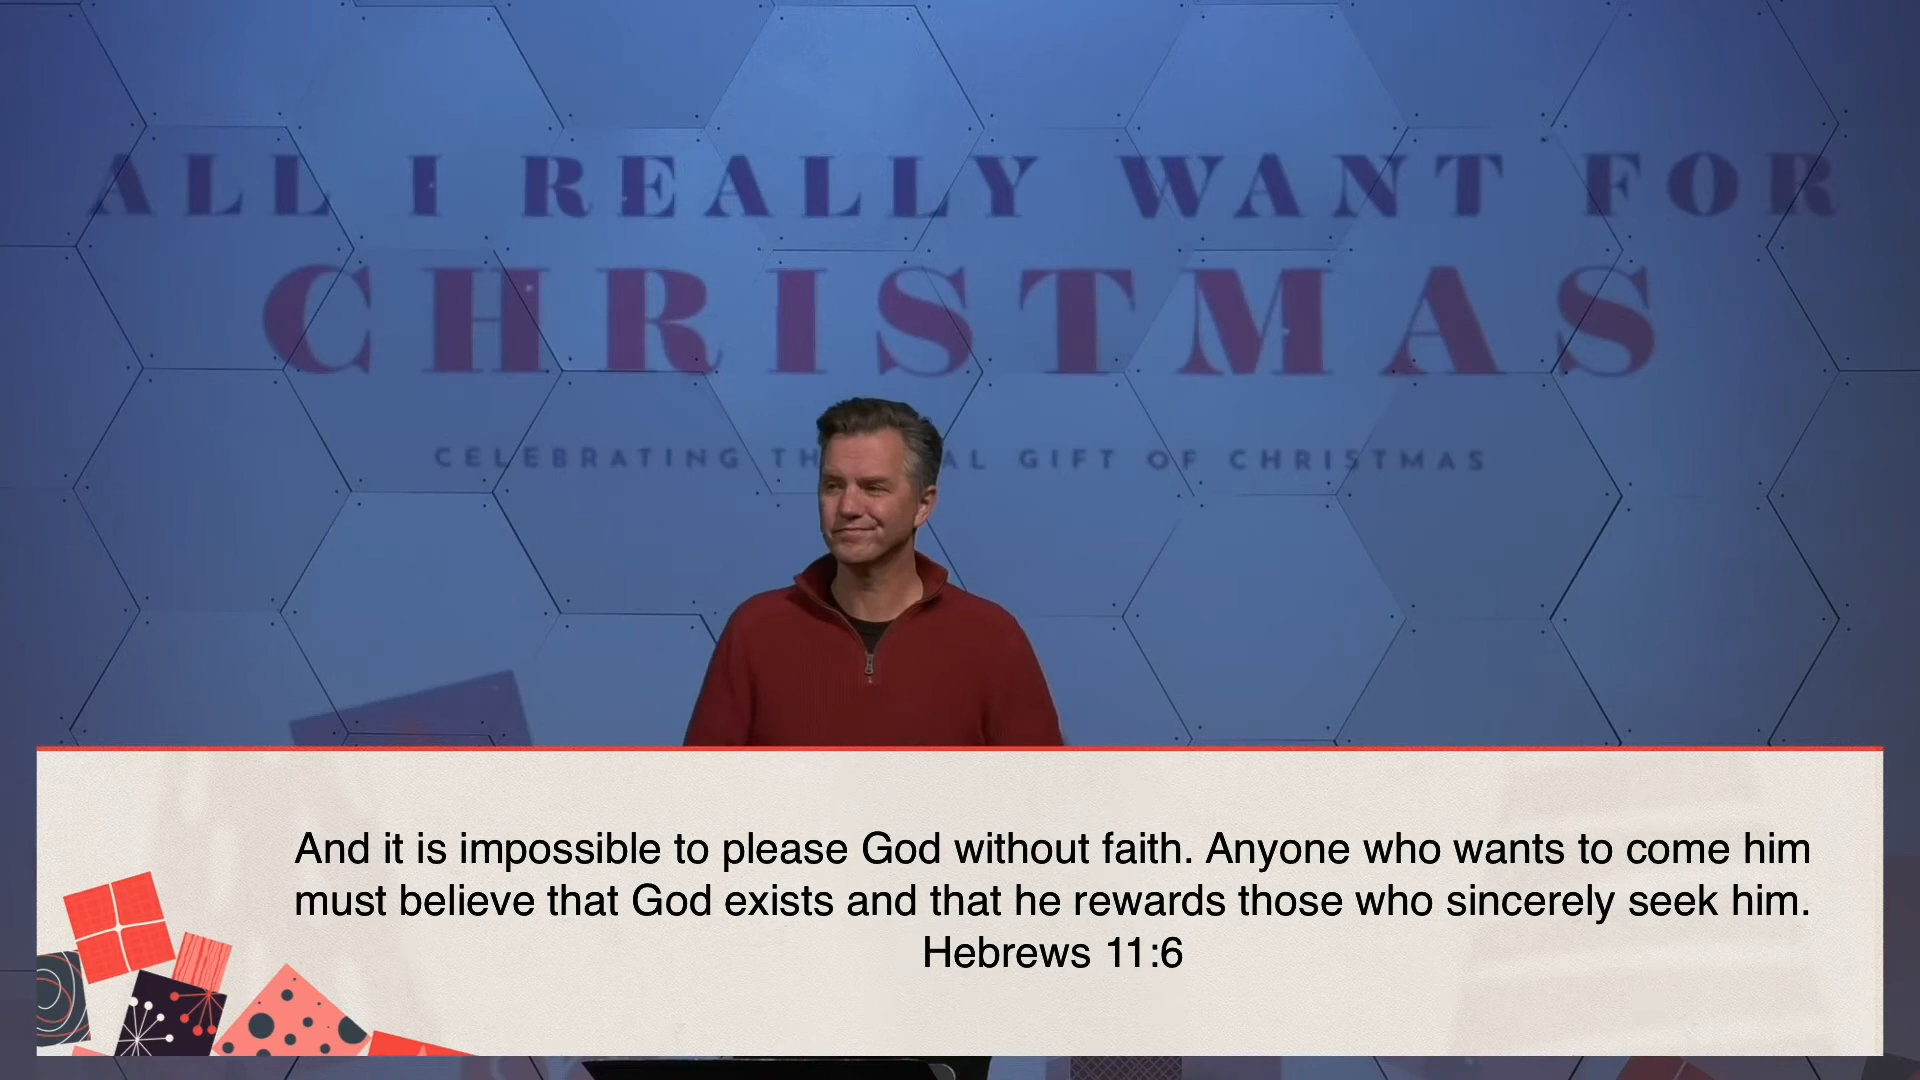 ALL I REALLY WANT FOR
CHRISTMAS
CELEBRATING GIFT OF CHRISTMAS
And it is impossible to please God without faith. Anyone who wants to come him
must believe that God exists and that he rewards those who sincerely seek him.
Hebrews 11:6